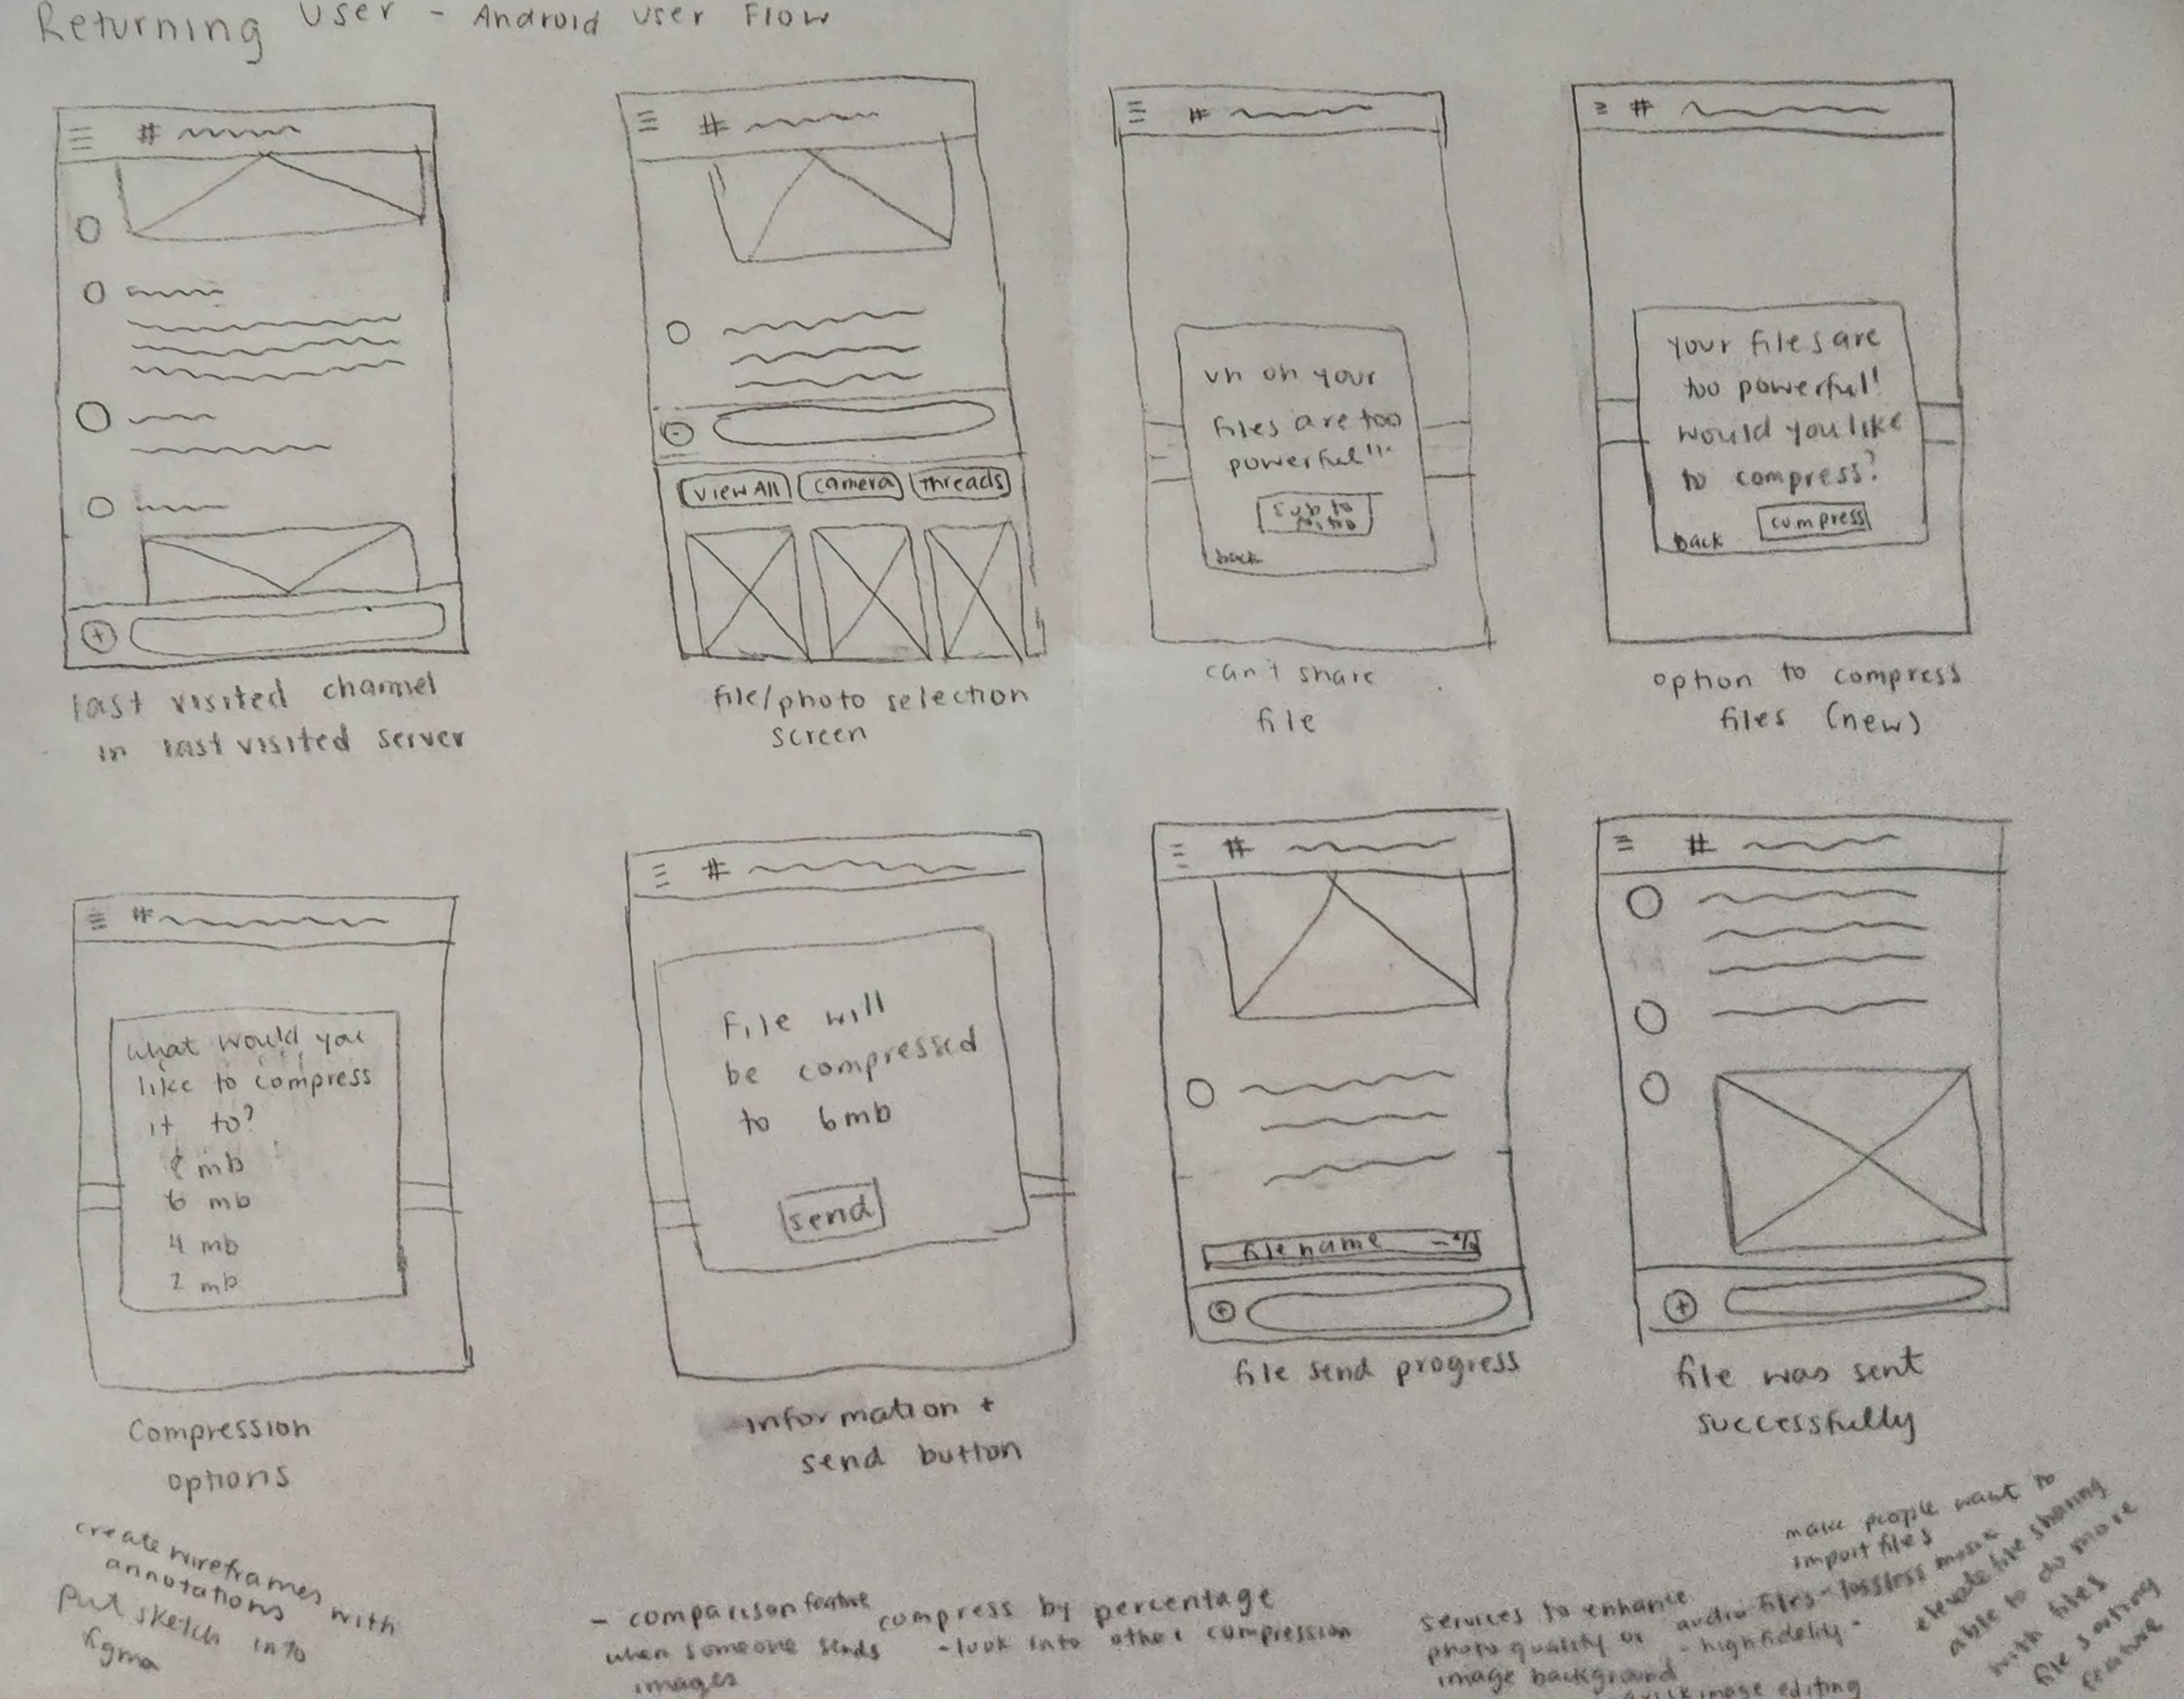 Returning User - Android user Flow
#
#
#
#
uh oh your
files are too
powerful!!!
sub to
nitro
back
your files are
too powerful!
would you like
to compress?
compress
back
view All
camera
threads
last visited channel
in last visited server
file/photo selection
screen
can't share
file
option to compress
files (new)
#
#
#
#
what would you
like to compress
it to?
8 mb
6 mb
4 mb
2 mb
File will
be compressed
to 6mb
send
file name -%
Compression
options
information +
send button
file send progress
file was sent
successfully
create wireframes with
annotations
put sketch into
figma
- comparison feature
when someone sends
images
compress by percentage
- look into other compression
services to enhance
photo quality or
image background
make people want to
import files
audio files - lossless music
- high fidelity -
image editing
elevate file sharing
able to do more
with files
file sorting
feature